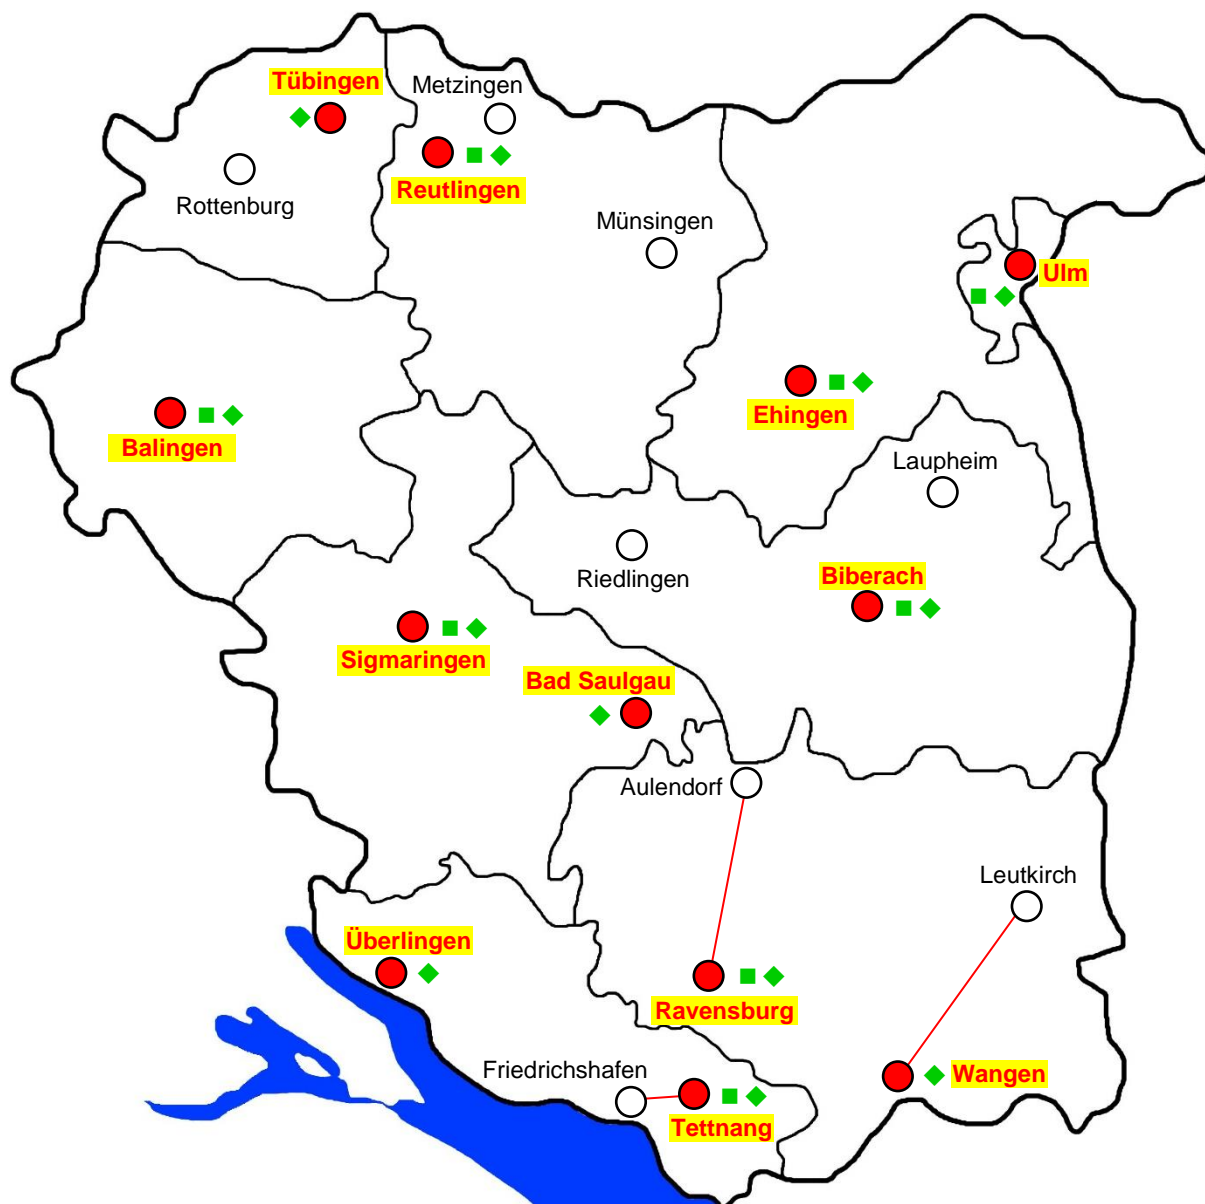 Tübingen
Metzingen
Reutlingen
Rottenburg
Münsingen
Ulm
Ehingen
Balingen
Laupheim
Riedlingen
Biberach
Sigmaringen
Bad Saulgau
Aulendorf
Leutkirch
Überlingen
Ravensburg
Friedrichshafen
Wangen
Tettnang